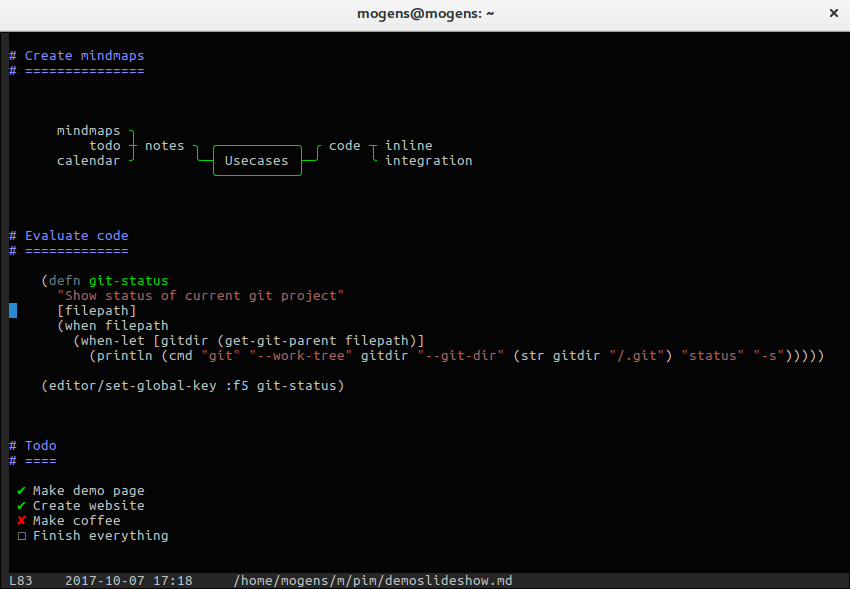 mogens@mogens: ~
# Create mindmaps
# ===============
mindmaps
todo notes code inline
calendar Usecases integration
# Evaluate code
# =============
(defn git-status
"Show status of current git project"
[filepath]
(when filepath
(when-let [gitdir (get-git-parent filepath)]
(println (cmd "git" "--work-tree" gitdir "--git-dir" (str gitdir "/.git") "status" "-s")))))
(editor/set-global-key :f5 git-status)
# Todo
# ====
✔ Make demo page
✔ Create website
✘ Make coffee
☐ Finish everything
L83 2017-10-07 17:18 /home/mogens/m/pim/demoslideshow.md